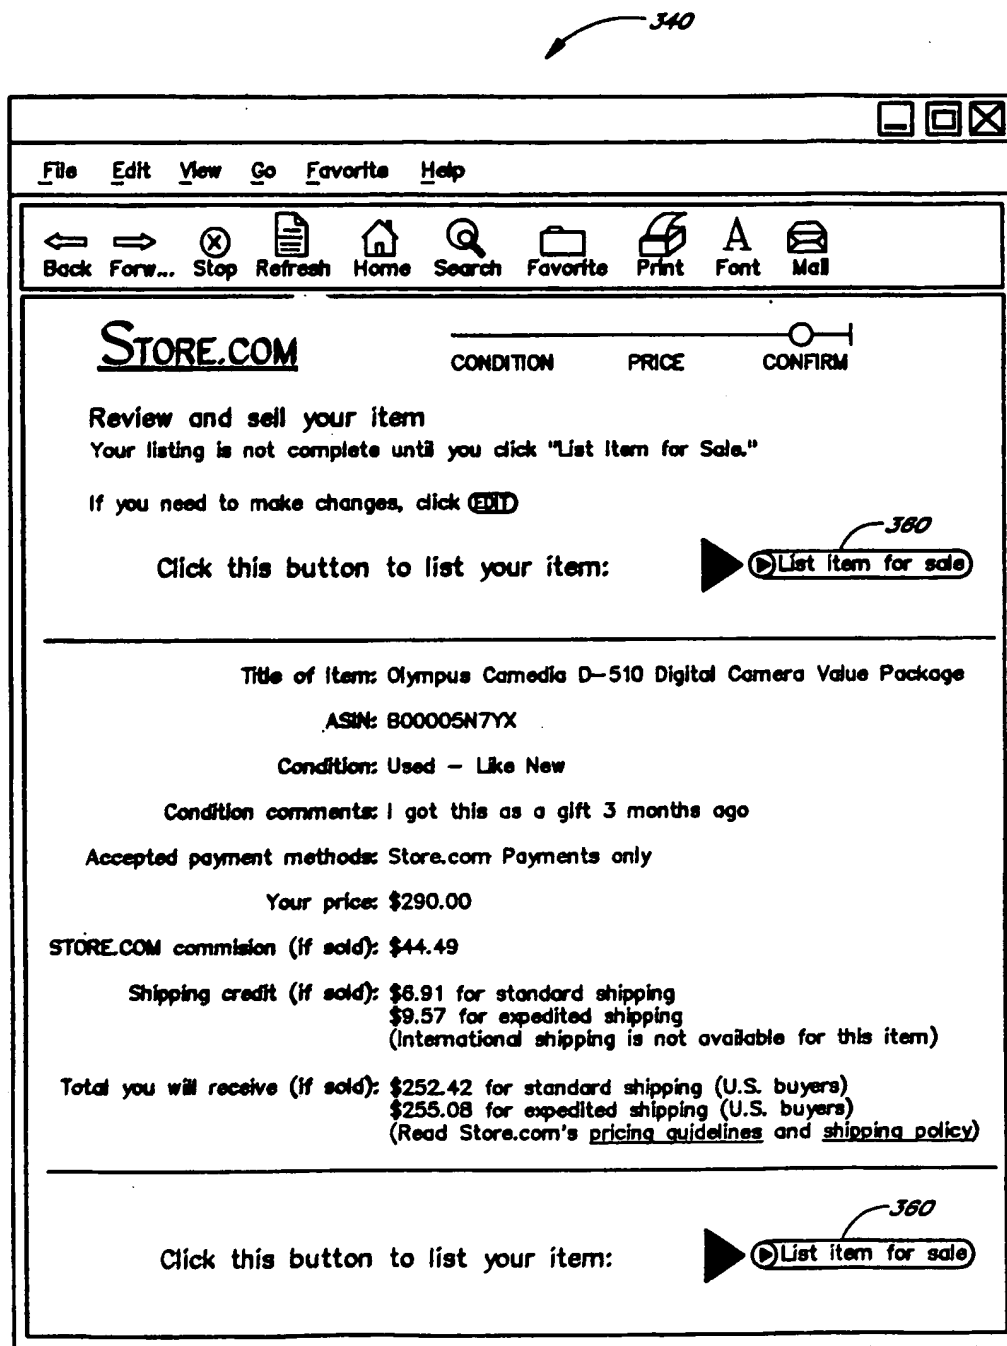 340
File Edit View Go Favorite Help
Back Forw... Stop Refresh Home Search Favorite Print Font Mail
STORE.COM
CONDITION PRICE CONFIRM
Review and sell your item
Your listing is not complete until you click "List Item for Sale."
If you need to make changes, click EDIT
360
Click this button to list your item: List item for sale
Title of Item: Olympus Camedia D-510 Digital Camera Value Package
ASIN: B00005N7YX
Condition: Used - Like New
Condition comments: I got this as a gift 3 months ago
Accepted payment methods: Store.com Payments only
Your price: $290.00
STORE.COM commision (if sold): $44.49
Shipping credit (if sold): $6.91 for standard shipping
$9.57 for expedited shipping
(International shipping is not available for this item)
Total you will receive (if sold): $252.42 for standard shipping (U.S. buyers)
$255.08 for expedited shipping (U.S. buyers)
(Read Store.com's pricing guidelines and shipping policy)
360
Click this button to list your item: List item for sale